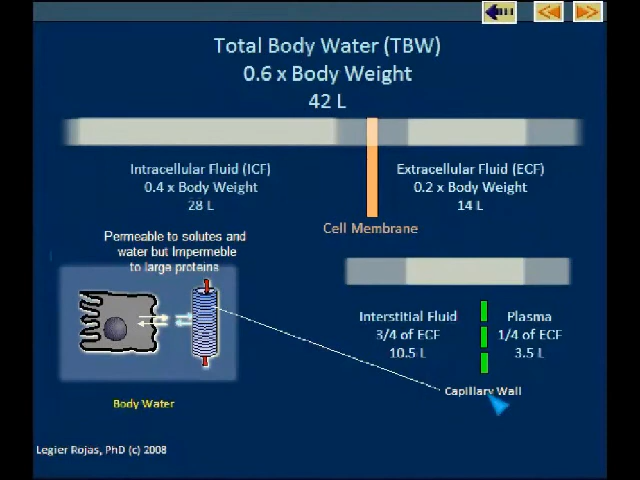 Total Body Water (TBW)
0.6 x Body Weight
42 L
Intracellular Fluid (ICF)
0.4 x Body Weight
28 L
Extracellular Fluid (ECF)
0.2 x Body Weight
14 L
Cell Membrane
Permeable to solutes and
water but Impermeble
to large proteins
Interstitial Fluid
3/4 of ECF
10.5 L
Plasma
1/4 of ECF
3.5 L
Capillary Wall
Body Water
Legier Rojas, PhD (c) 2008